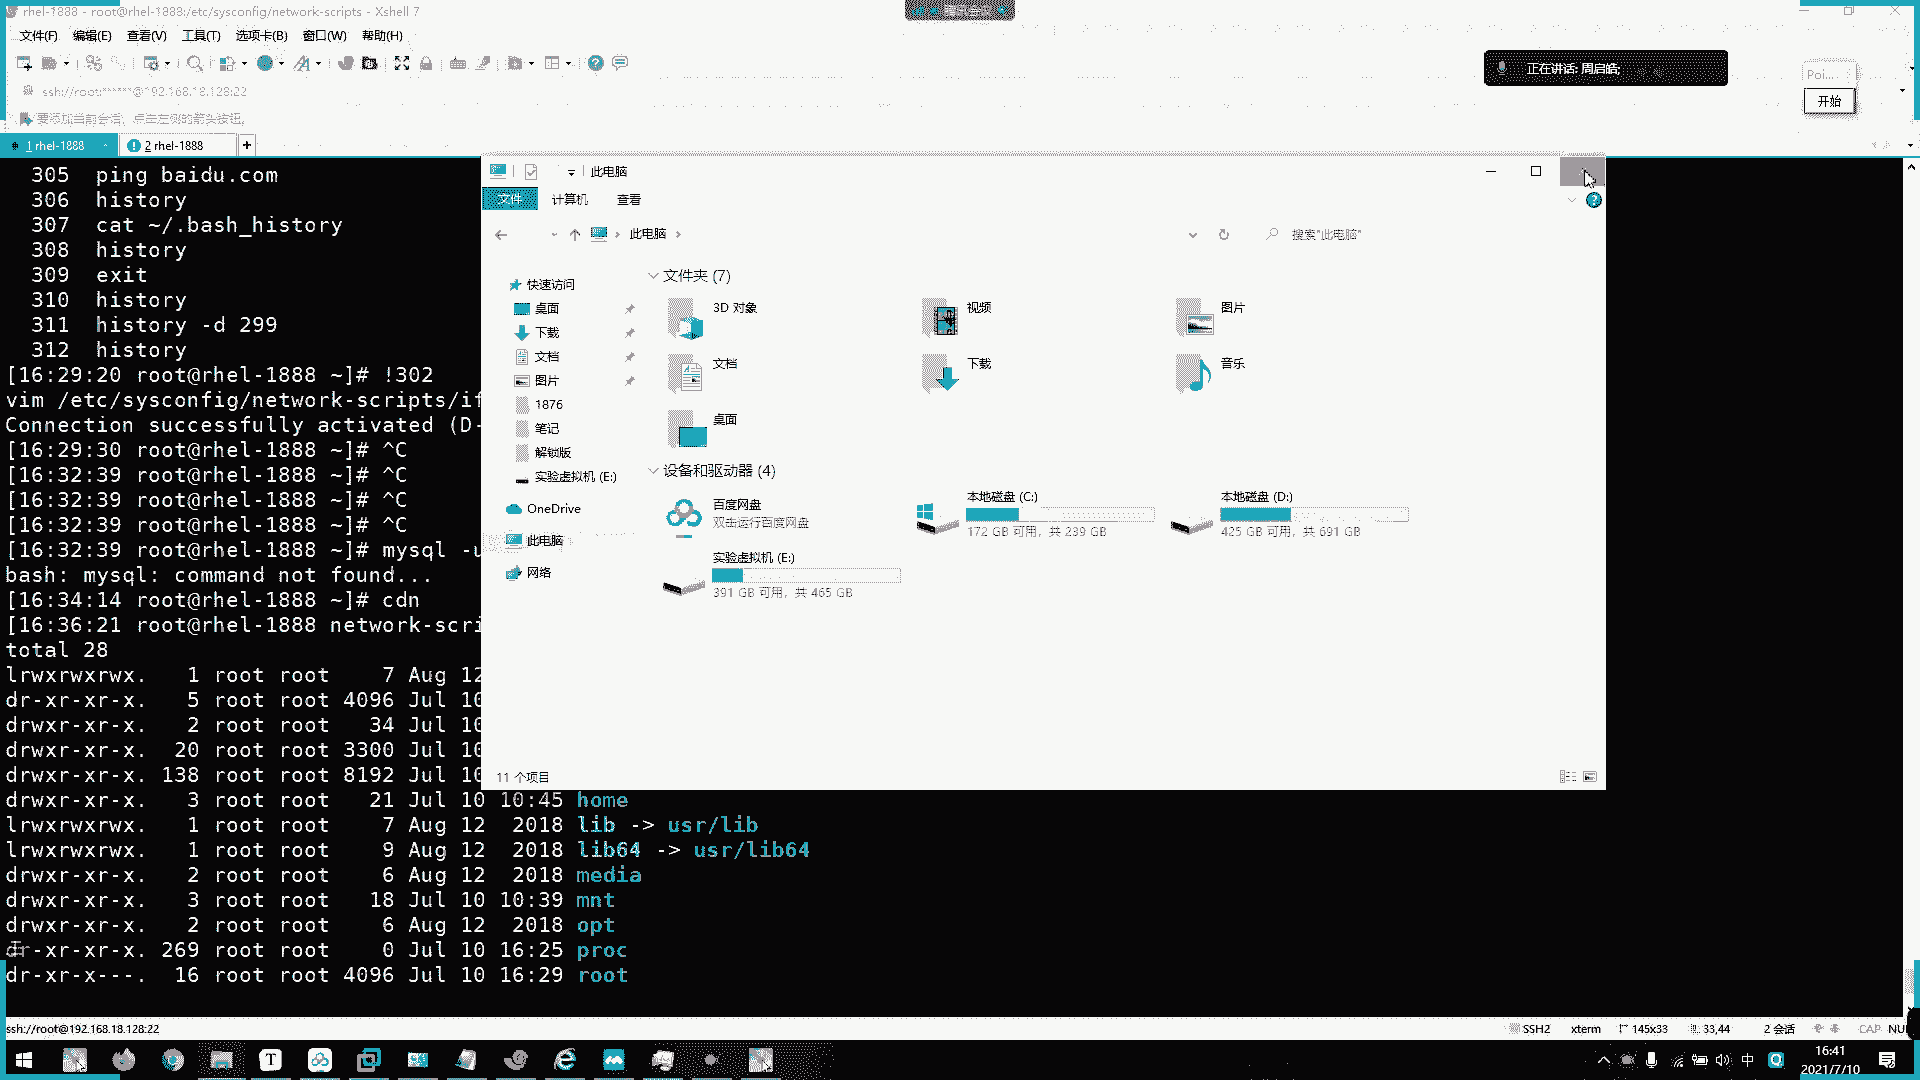 rhel-1888 - root@rhel-1888:/etc/sysconfig/network-scripts - Xshell 7
文件(F) 编辑(E) 查看(V) 工具(T) 选项卡(B) 窗口(W) 帮助(H)
正在讲话: 周启皓;
Poi...
开始
ssh://root:******@192.168.18.128:22
要添加当前会话，点击左侧的箭头按钮。
1 rhel-1888
2 rhel-1888
+
305 ping baidu.com
306 history
307 cat ~/.bash_history
308 history
309 exit
310 history
311 history -d 299
312 history
[16:29:20 root@rhel-1888 ~]# !302
vim /etc/sysconfig/network-scripts/if
Connection successfully activated (D-
[16:29:30 root@rhel-1888 ~]# ^C
[16:32:39 root@rhel-1888 ~]# ^C
[16:32:39 root@rhel-1888 ~]# ^C
[16:32:39 root@rhel-1888 ~]# ^C
[16:32:39 root@rhel-1888 ~]# mysql -u
bash: mysql: command not found...
[16:34:14 root@rhel-1888 ~]# cdn
[16:36:21 root@rhel-1888 network-scri
total 28
lrwxrwxrwx. 1 root root 7 Aug 12
dr-xr-xr-x. 5 root root 4096 Jul 10
drwxr-xr-x. 2 root root 34 Jul 10
drwxr-xr-x. 20 root root 3300 Jul 10
drwxr-xr-x. 138 root root 8192 Jul 10
drwxr-xr-x. 3 root root 21 Jul 10 10:45 home
lrwxrwxrwx. 1 root root 7 Aug 12 2018 lib -> usr/lib
lrwxrwxrwx. 1 root root 9 Aug 12 2018 lib64 -> usr/lib64
drwxr-xr-x. 2 root root 6 Aug 12 2018 media
drwxr-xr-x. 3 root root 18 Jul 10 10:39 mnt
drwxr-xr-x. 2 root root 6 Aug 12 2018 opt
dr-xr-xr-x. 269 root root 0 Jul 10 16:25 proc
dr-xr-x---. 16 root root 4096 Jul 10 16:29 root
此电脑
文件 计算机 查看
此电脑
搜索"此电脑"
快速访问
桌面
下载
文档
图片
1876
笔记
解锁版
实验虚拟机 (E:)
OneDrive
此电脑
网络
文件夹 (7)
3D 对象
视频
图片
文档
下载
音乐
桌面
设备和驱动器 (4)
百度网盘
双击运行百度网盘
本地磁盘 (C:)
172 GB 可用，共 239 GB
本地磁盘 (D:)
425 GB 可用，共 691 GB
实验虚拟机 (E:)
391 GB 可用，共 465 GB
11 个项目
ssh://root@192.168.18.128:22
SSH2 xterm 145x33 33,44 2 会话 CAP NU
中
16:41
2021/7/10